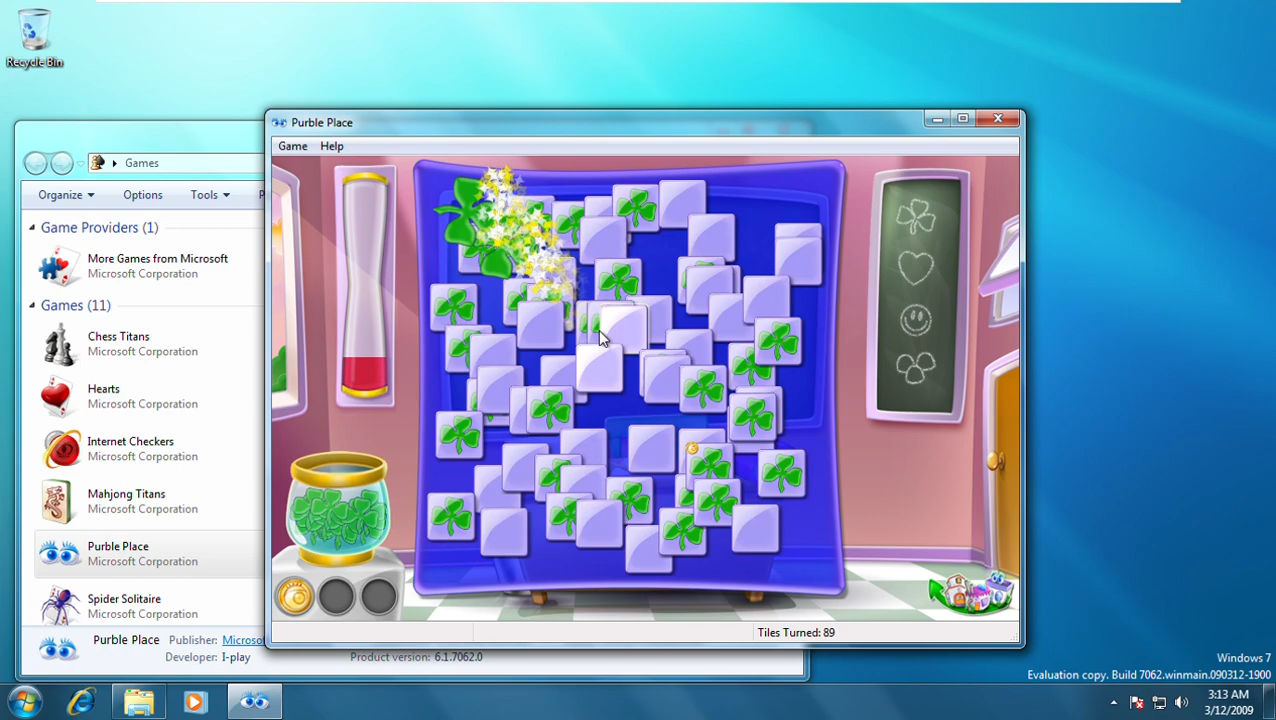 Recycle Bin
Purble Place
Game Help
Games
Organize Options Tools P
Game Providers (1)
More Games from Microsoft
Microsoft Corporation
Games (11)
Chess Titans
Microsoft Corporation
Hearts
Microsoft Corporation
Internet Checkers
Microsoft Corporation
Mahjong Titans
Microsoft Corporation
Purble Place
Microsoft Corporation
Spider Solitaire
Microsoft Corporation
Purble Place Publisher: Microsof
Developer: I-play Product version: 6.1.7062.0
Tiles Turned: 89
Windows 7
Evaluation copy. Build 7062.winmain.090312-1900
3:13 AM
3/12/2009